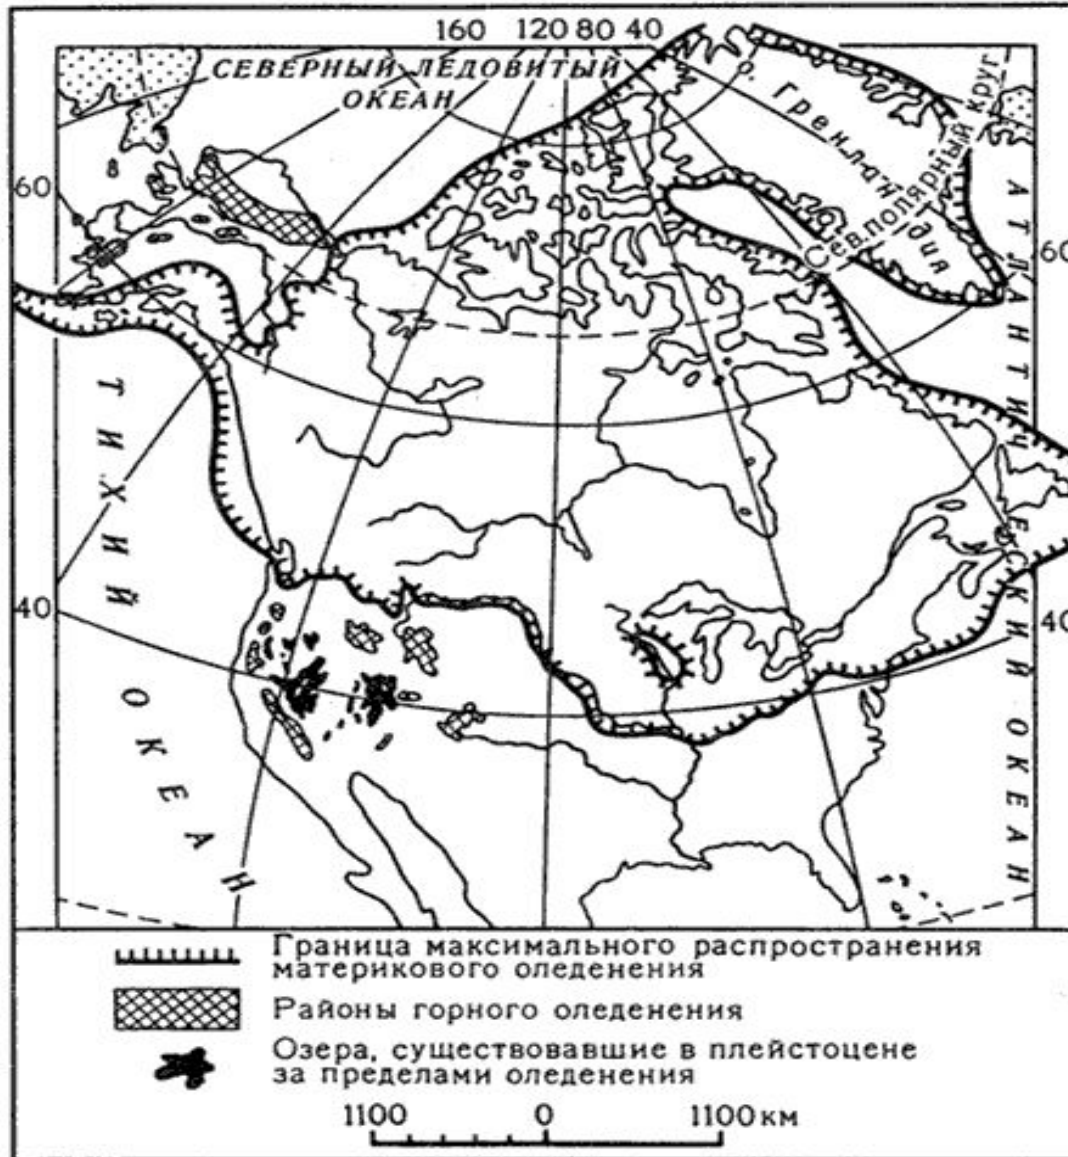 160 120 80 40
СЕВЕРНЫЙ ЛЕДОВИТЫЙ
ОКЕАН
о. Гренландия
Сев. полярный круг
60
60
АТЛАНТИЧЕСКИЙ ОКЕАН
ТИХИЙ ОКЕАН
40
40
Граница максимального распространения
материкового оледенения
Районы горного оледенения
Озера, существовавшие в плейстоцене
за пределами оледенения
1100 0 1100 км